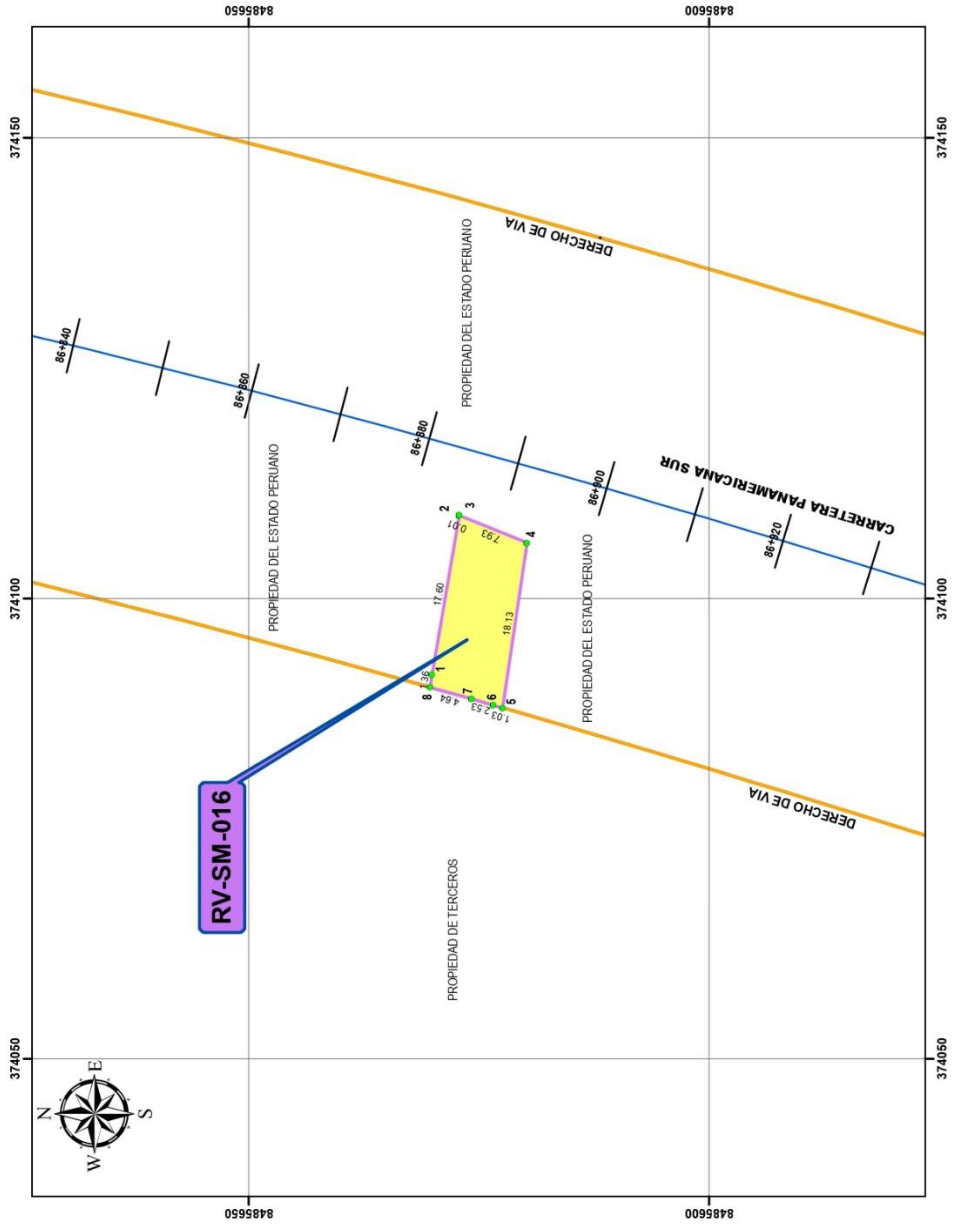 8485650
8485600
374150
374150
DERECHO DE VIA
PROPIEDAD DEL ESTADO PERUANO
86+840
86+860
86+880
86+900
86+920
CARRETERA PANAMERICANA SUR
PROPIEDAD DEL ESTADO PERUANO
PROPIEDAD DEL ESTADO PERUANO
374100
374100
2
3
0.01
7.93
4
17.60
18.13
1
1.36
8
4.64
7
2.53
6
1.03
5
RV-SM-016
DERECHO DE VIA
PROPIEDAD DE TERCEROS
374050
374050
N
E
W
S
8485650
8485600